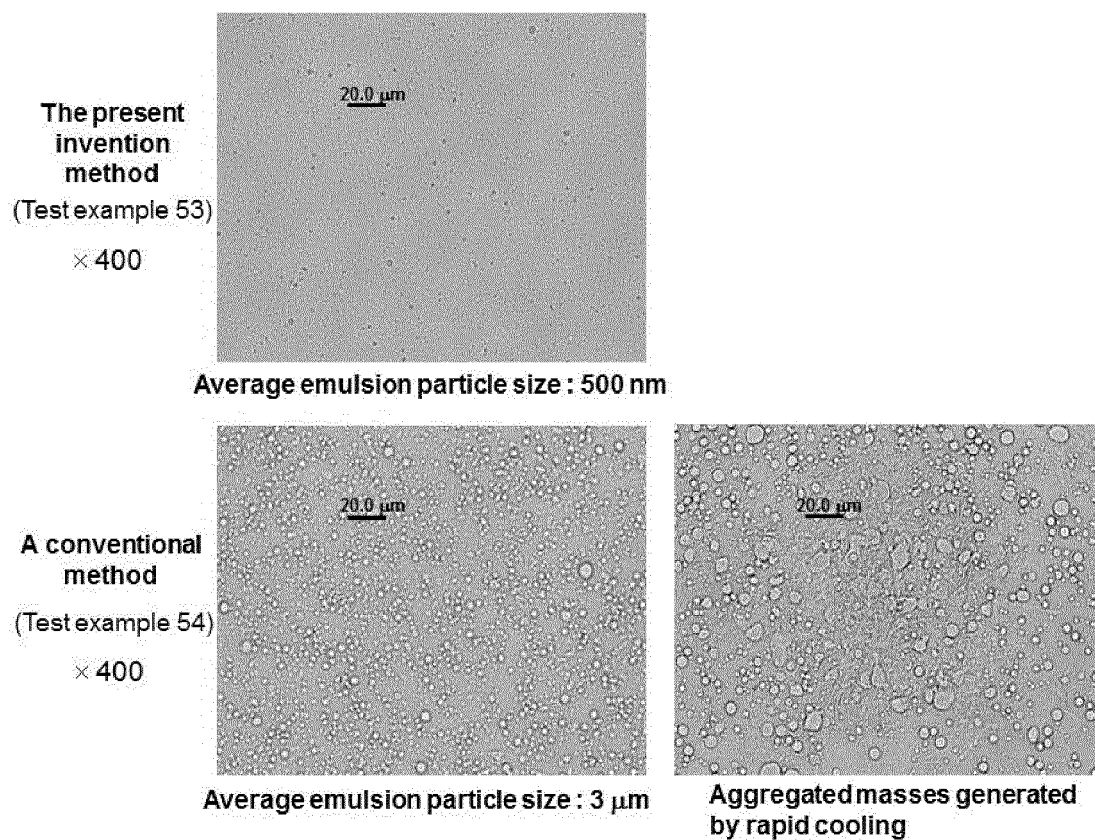 20.0 μm
The present
invention
method
(Test example 53)
× 400
Average emulsion particle size : 500 nm
20.0 μm
20.0 μm
A conventional
method
(Test example 54)
× 400
Average emulsion particle size : 3 μm
Aggregated masses generated
by rapid cooling